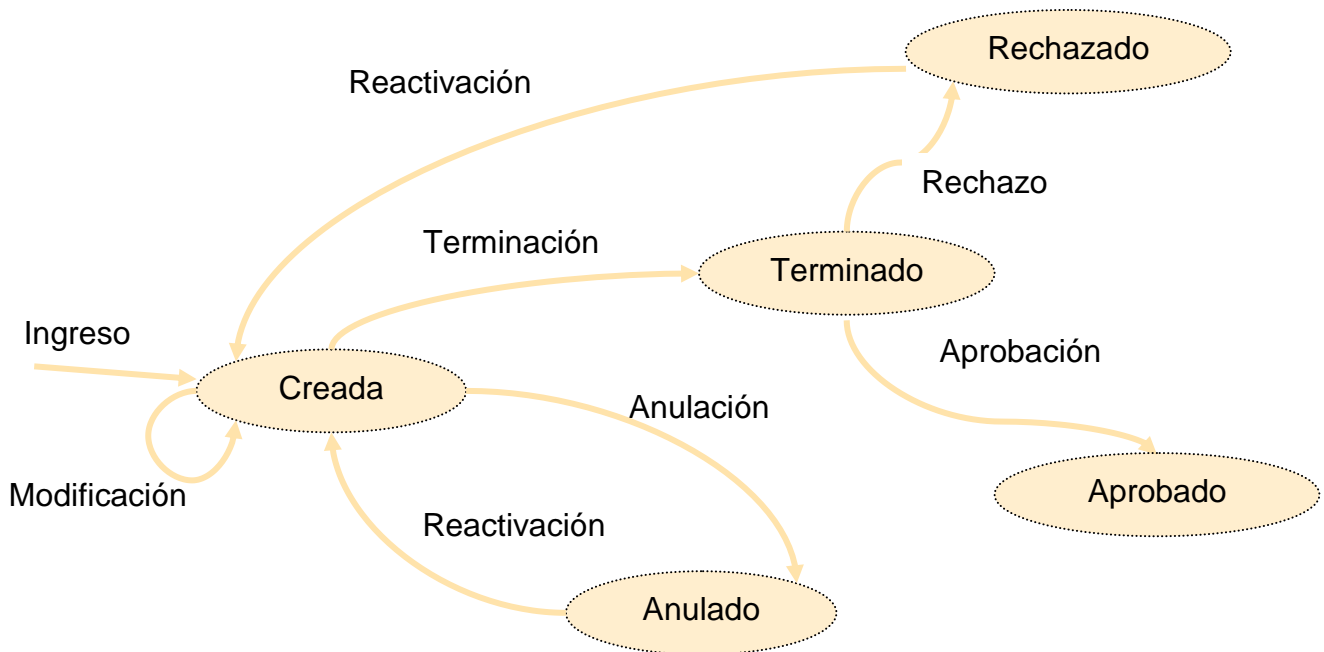 Rechazado
Reactivación
Rechazo
Terminación
Terminado
Ingreso
Aprobación
Creada
Anulación
Modificación
Aprobado
Reactivación
Anulado